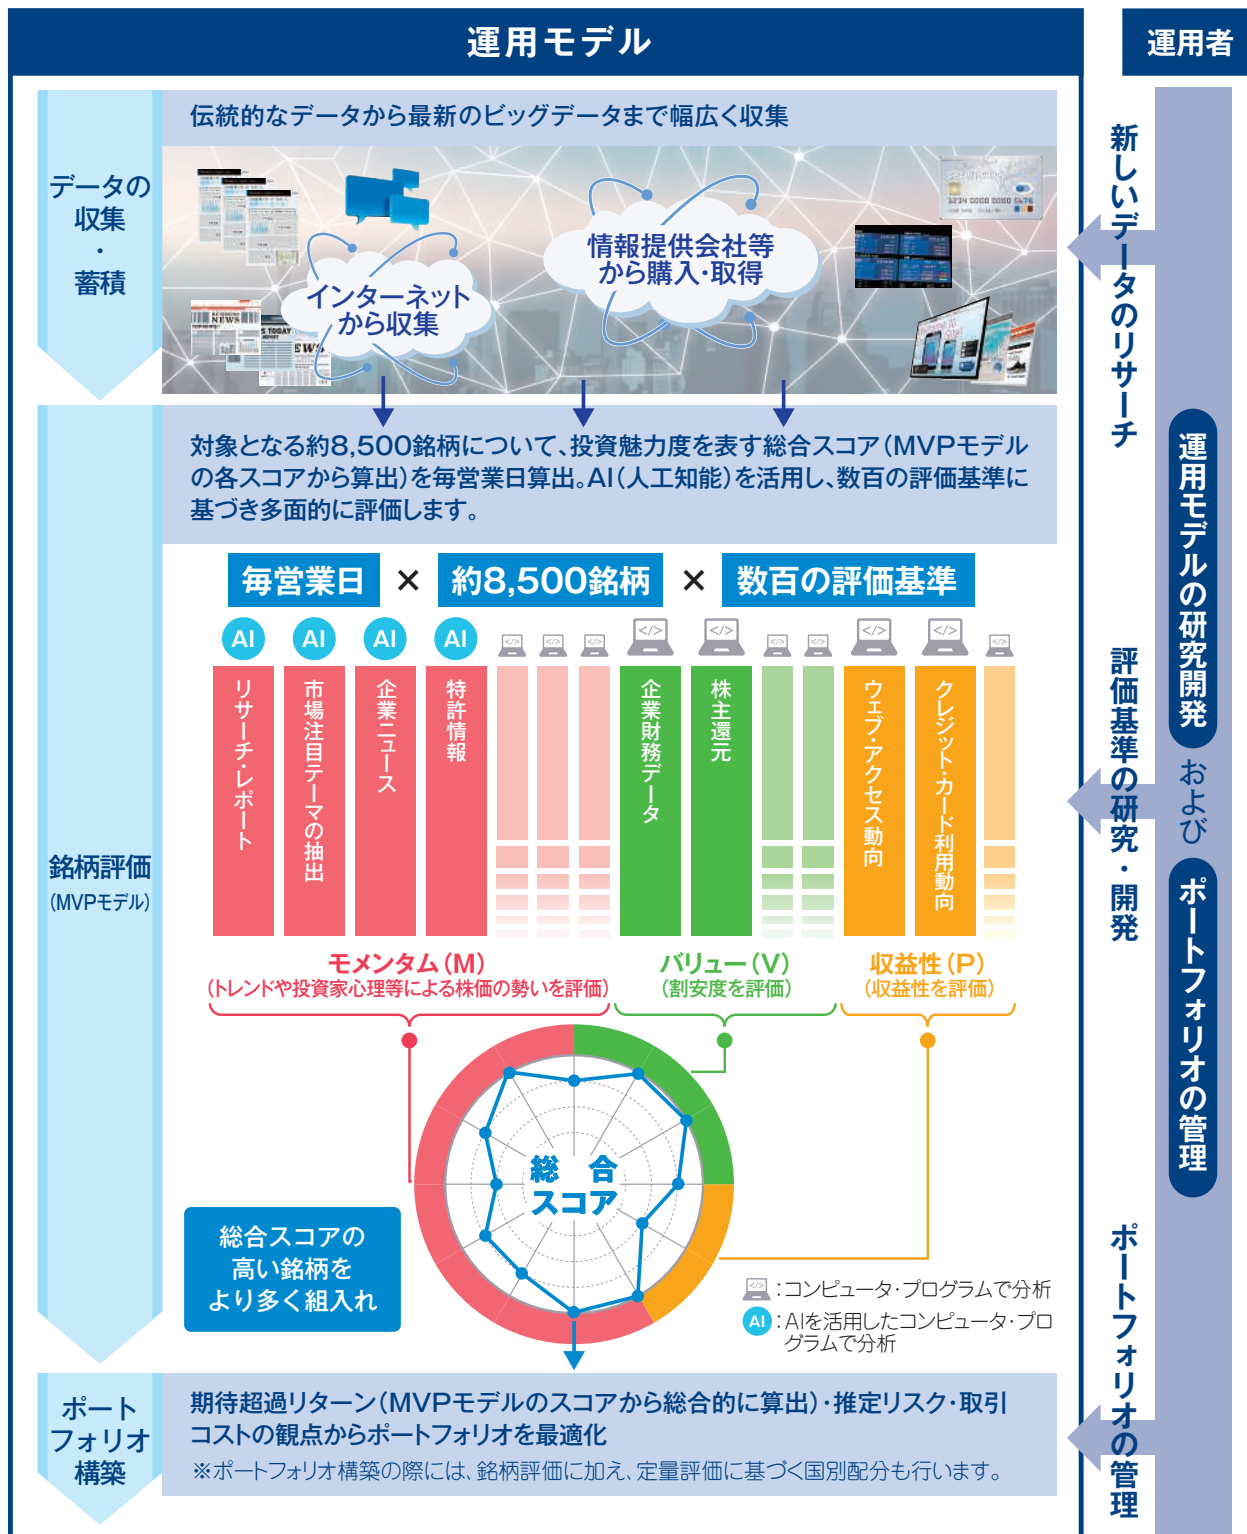 運用モデル
運用者
データの
収集
・
蓄積
伝統的なデータから最新のビッグデータまで幅広く収集
インターネット
から収集
情報提供会社等
から購入・取得
NEWS
新しいデータのリサーチ
銘柄評価
(MVPモデル)
対象となる約8,500銘柄について、投資魅力度を表す総合スコア(MVPモデル
の各スコアから算出)を毎営業日算出。AI(人工知能)を活用し、数百の評価基準に
基づき多面的に評価します。
毎営業日 × 約8,500銘柄 × 数百の評価基準
AI
AI
AI
AI
</>
</>
</>
</>
</>
</>
</>
</>
</>
</>
リサーチ・レポート
市場注目テーマの抽出
企業ニュース
特許情報
企業財務データ
株主還元
ウェブ・アクセス動向
クレジット・カード利用動向
モメンタム(M)
(トレンドや投資家心理等による株価の勢いを評価)
バリュー(V)
(割安度を評価)
収益性(P)
(収益性を評価)
総 合
スコア
総合スコアの
高い銘柄を
より多く組入れ
</>:コンピュータ・プログラムで分析
AI:AIを活用したコンピュータ・プロ
グラムで分析
評価基準の研究・開発
運用モデルの研究開発
および
ポートフォリオの管理
ポート
フォリオ
構築
期待超過リターン(MVPモデルのスコアから総合的に算出)・推定リスク・取引
コストの観点からポートフォリオを最適化
※ポートフォリオ構築の際には、銘柄評価に加え、定量評価に基づく国別配分も行います。
ポートフォリオの管理